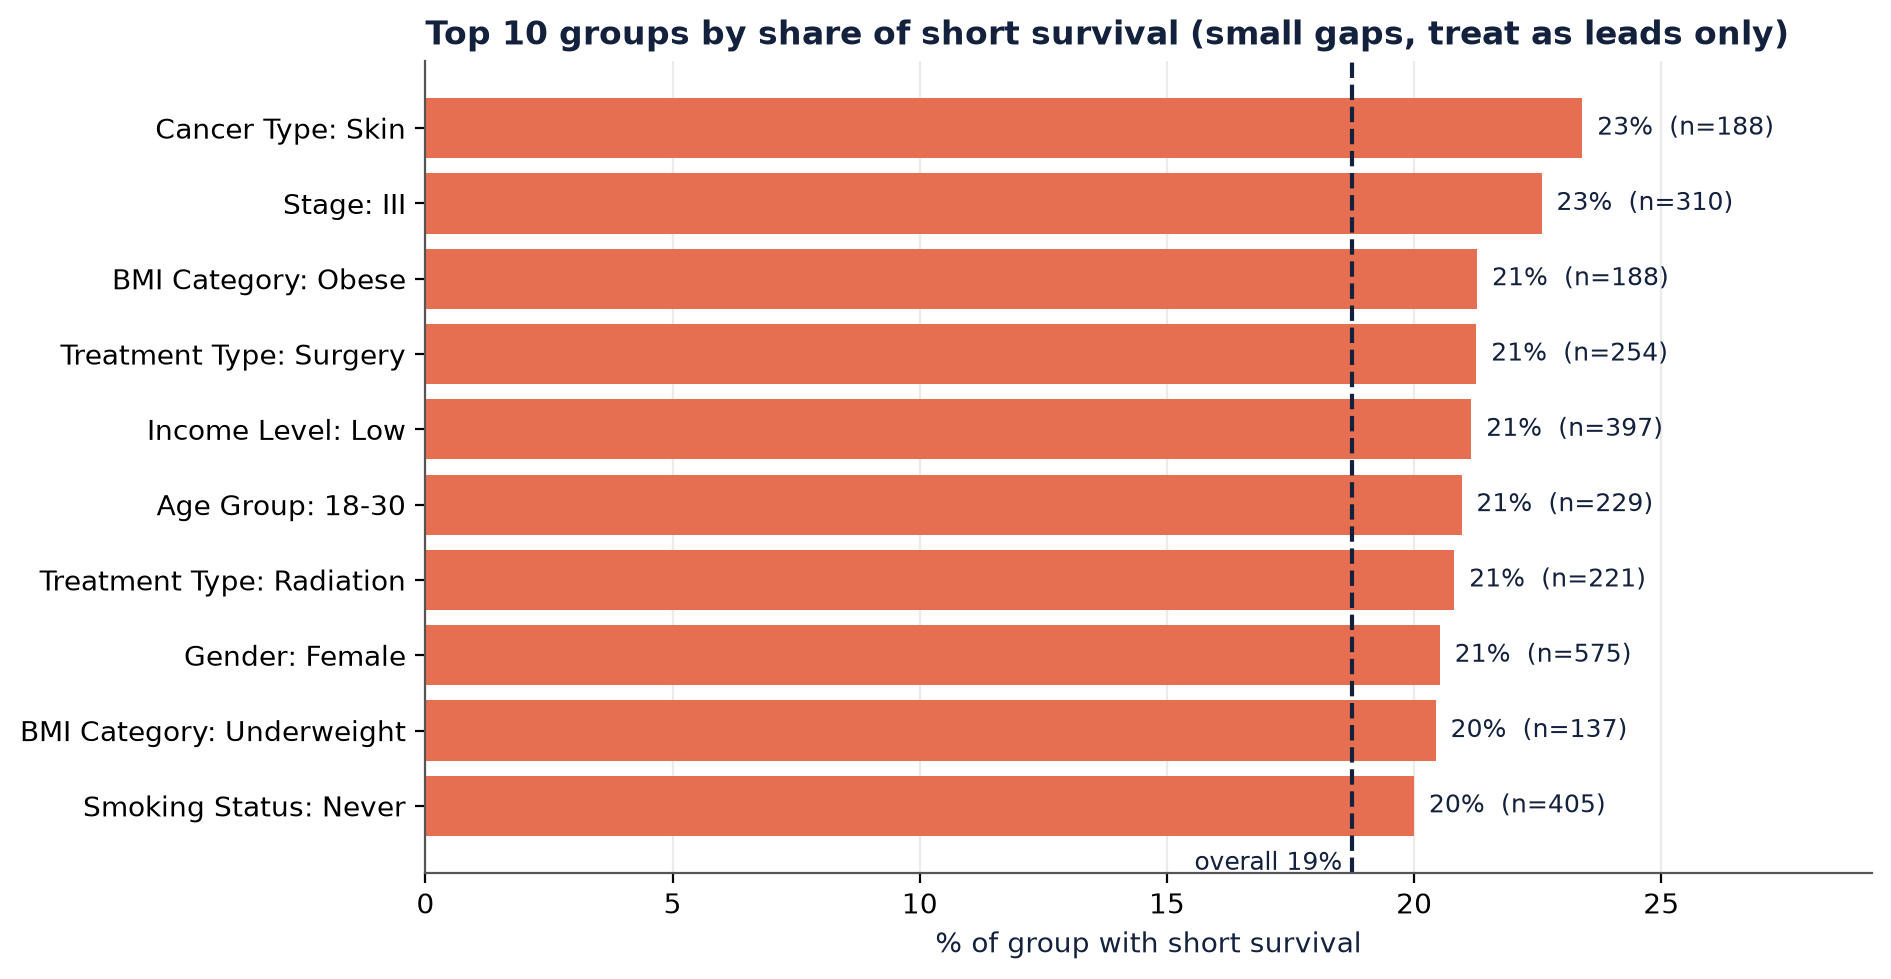 Top 10 groups by share of short survival (small gaps, treat as leads only)
Cancer Type: Skin 23% (n=188)
Stage: III 23% (n=310)
BMI Category: Obese 21% (n=188)
Treatment Type: Surgery 21% (n=254)
Income Level: Low 21% (n=397)
Age Group: 18-30 21% (n=229)
Treatment Type: Radiation 21% (n=221)
Gender: Female 21% (n=575)
BMI Category: Underweight 20% (n=137)
Smoking Status: Never 20% (n=405)
overall 19%
0 5 10 15 20 25
% of group with short survival